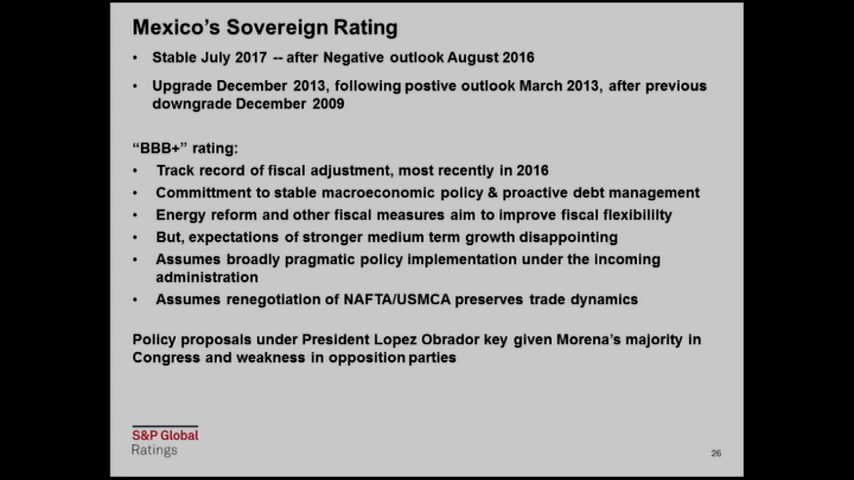 Mexico's Sovereign Rating
• Stable July 2017 -- after Negative outlook August 2016
• Upgrade December 2013, following postive outlook March 2013, after previous
downgrade December 2009
“BBB+” rating:
• Track record of fiscal adjustment, most recently in 2016
• Committment to stable macroeconomic policy & proactive debt management
• Energy reform and other fiscal measures aim to improve fiscal flexibililty
• But, expectations of stronger medium term growth disappointing
• Assumes broadly pragmatic policy implementation under the incoming
administration
• Assumes renegotiation of NAFTA/USMCA preserves trade dynamics
Policy proposals under President Lopez Obrador key given Morena's majority in
Congress and weakness in opposition parties
S&P Global
Ratings
26